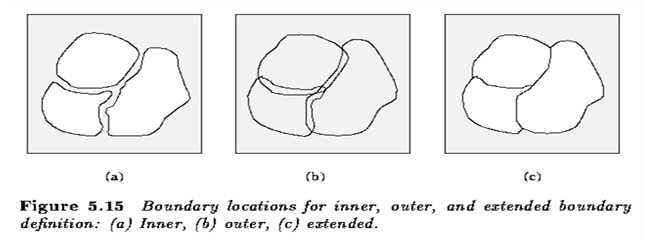 (a) (b) (c)
Figure 5.15 Boundary locations for inner, outer, and extended boundary
definition: (a) Inner, (b) outer, (c) extended.